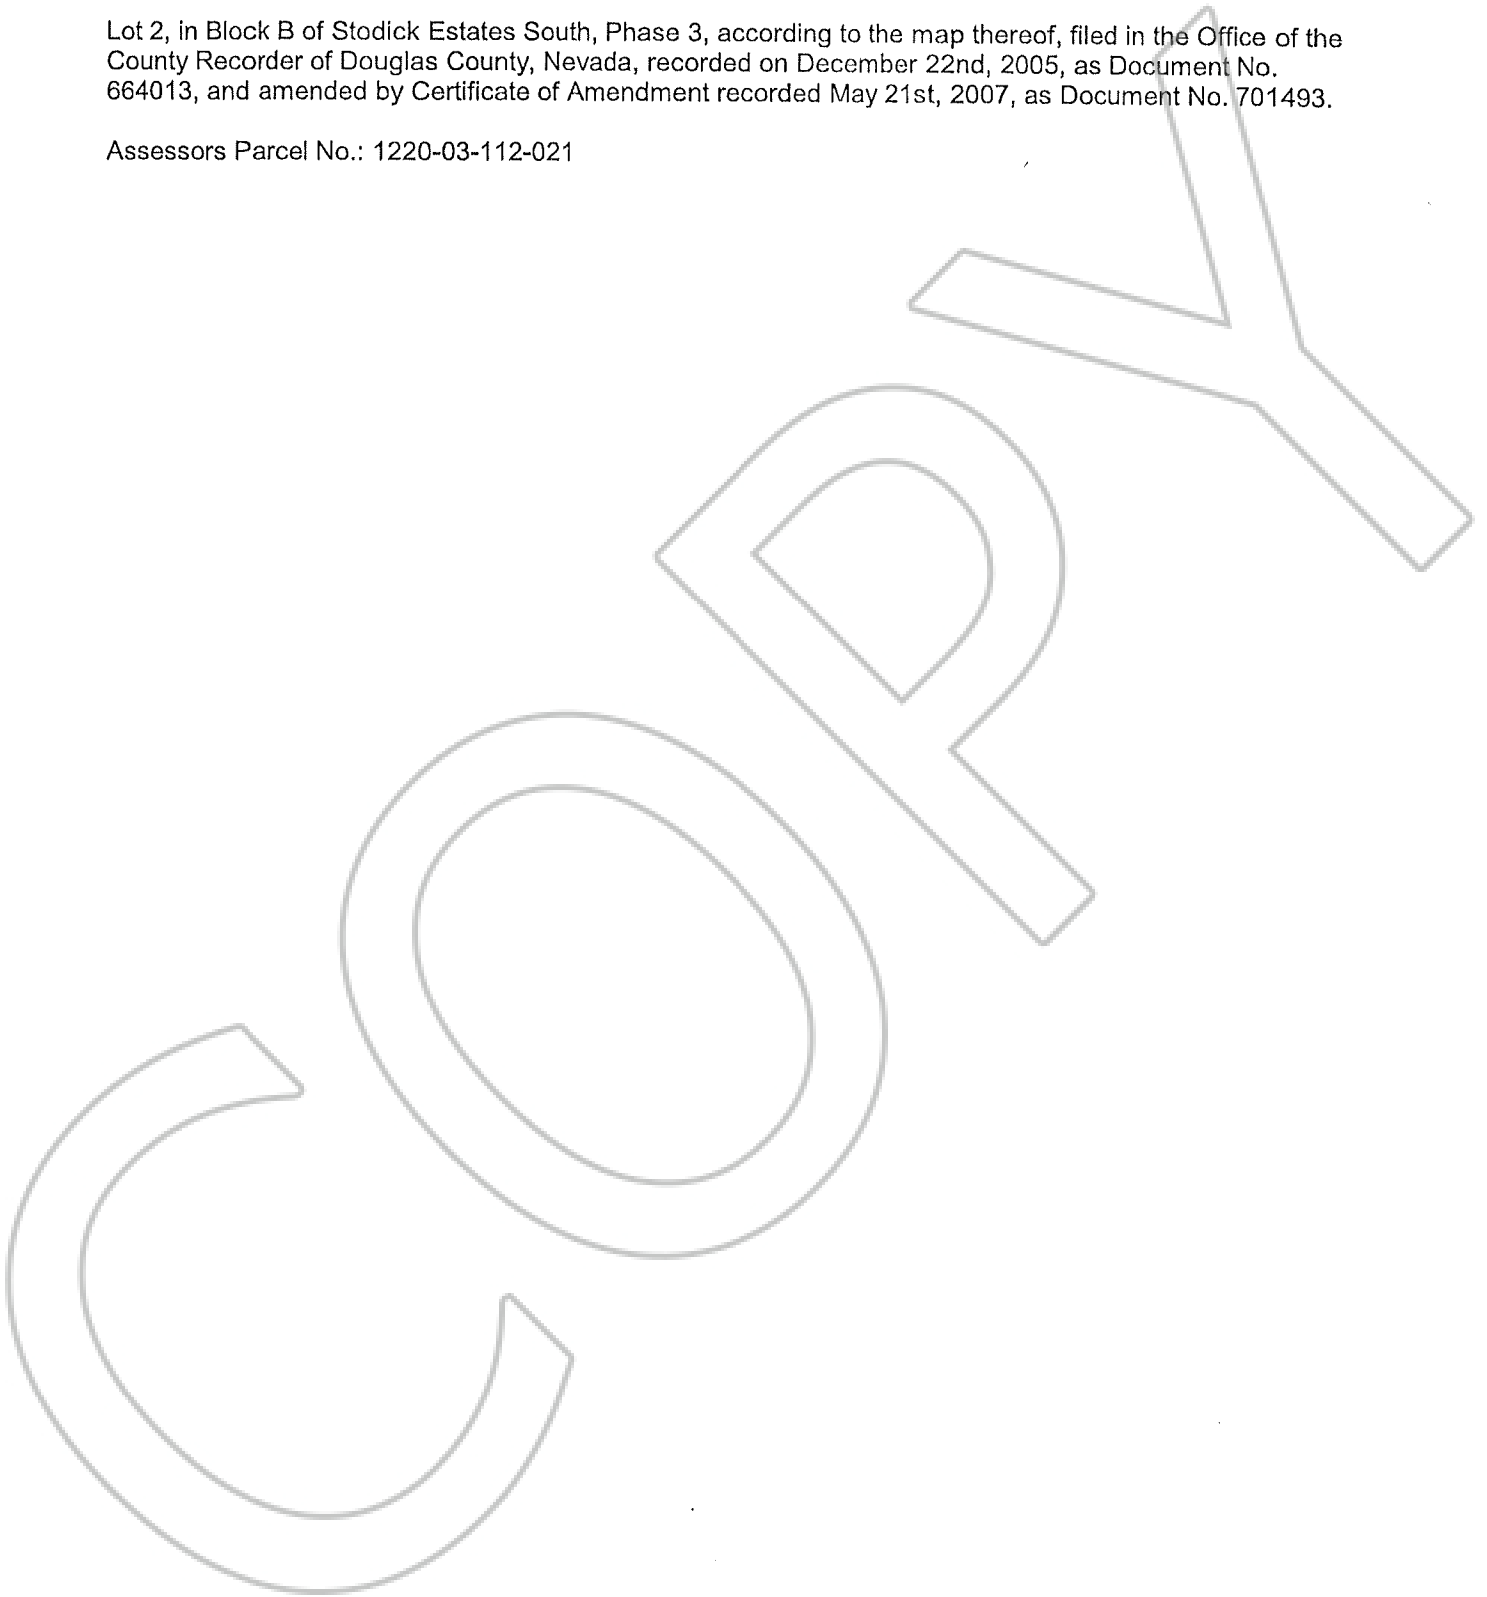 Lot 2, in Block B of Stodick Estates South, Phase 3, according to the map thereof, filed in the Office of the
County Recorder of Douglas County, Nevada, recorded on December 22nd, 2005, as Document No.
664013, and amended by Certificate of Amendment recorded May 21st, 2007, as Document No. 701493.
Assessors Parcel No.: 1220-03-112-021
COPY